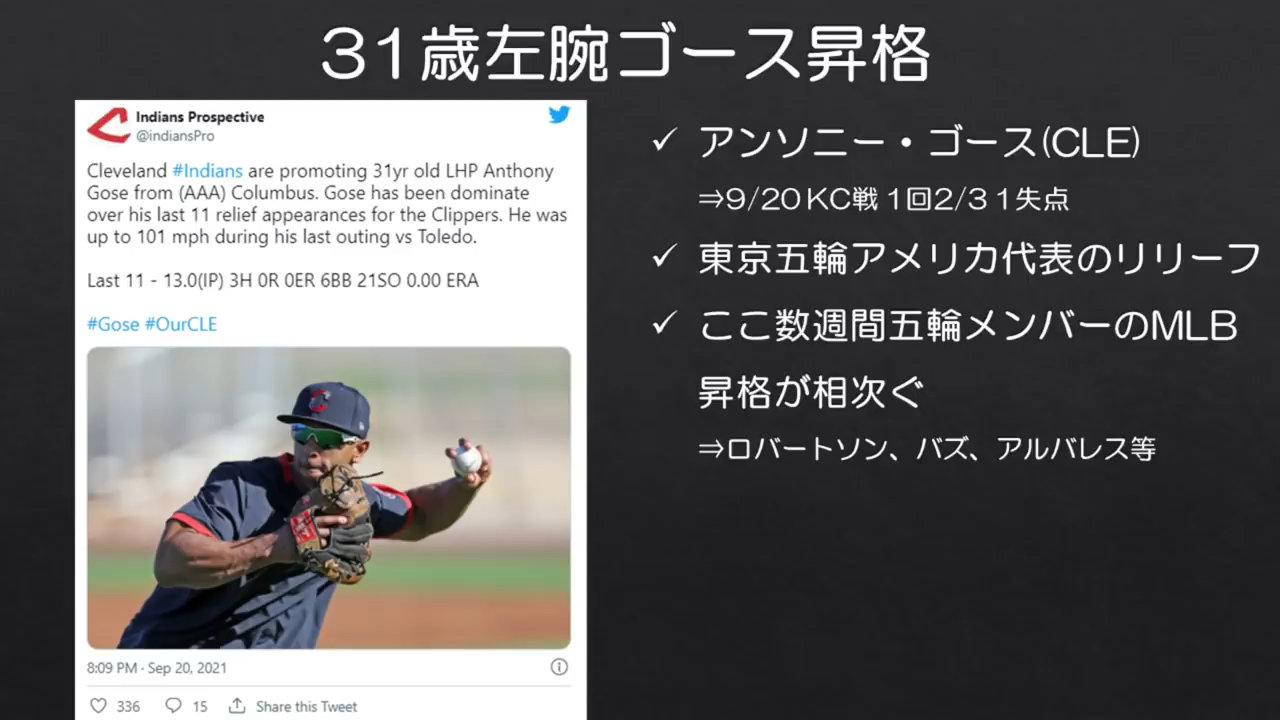 31歳左腕ゴース昇格
Indians Prospective
@indiansPro
Cleveland #Indians are promoting 31yr old LHP Anthony
Gose from (AAA) Columbus. Gose has been dominate
over his last 11 relief appearances for the Clippers. He was
up to 101 mph during his last outing vs Toledo.
Last 11 - 13.0(IP) 3H 0R 0ER 6BB 21SO 0.00 ERA
#Gose #OurCLE
8:09 PM · Sep 20, 2021
336 15 Share this Tweet
✓ アンソニー・ゴース(CLE)
⇒9/20 KC戦 1回2/3 1失点
✓ 東京五輪アメリカ代表のリリーフ
✓ ここ数週間五輪メンバーのMLB
昇格が相次ぐ
⇒ロバートソン、バズ、アルバレス等